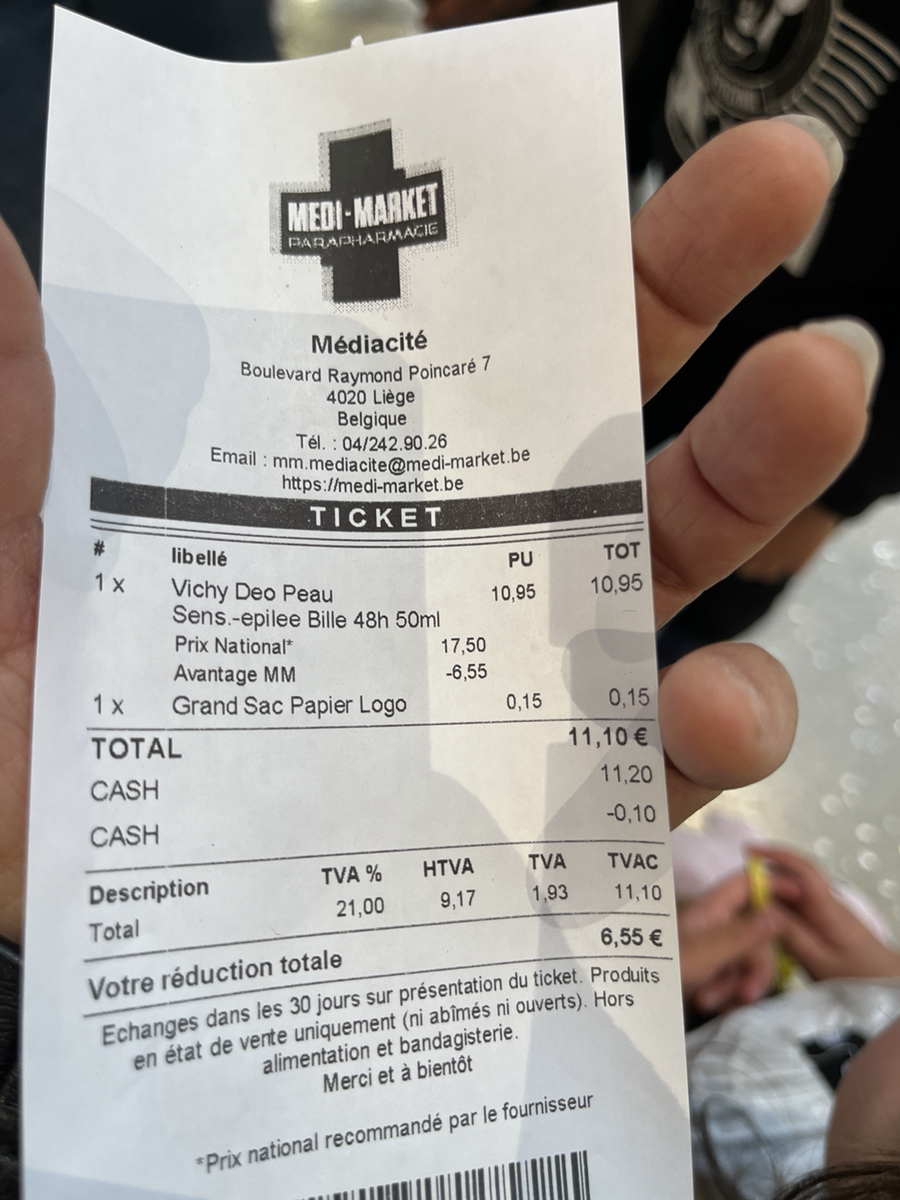 MEDI-MARKET
PARAPHARMACIE
Médiacité
Boulevard Raymond Poincaré 7
4020 Liège
Belgique
Tél. : 04/242.90.26
Email : mm.mediacite@medi-market.be
https://medi-market.be
TICKET
# libellé PU TOT
1 x Vichy Deo Peau 10,95 10,95
Sens.-epilee Bille 48h 50ml
Prix National* 17,50
Avantage MM -6,55
1 x Grand Sac Papier Logo 0,15 0,15
TOTAL 11,10 €
CASH 11,20
CASH -0,10
Description TVA % HTVA TVA TVAC
Total 21,00 9,17 1,93 11,10
Votre réduction totale 6,55 €
Echanges dans les 30 jours sur présentation du ticket. Produits
en état de vente uniquement (ni abîmés ni ouverts). Hors
alimentation et bandagisterie.
Merci et à bientôt
*Prix national recommandé par le fournisseur